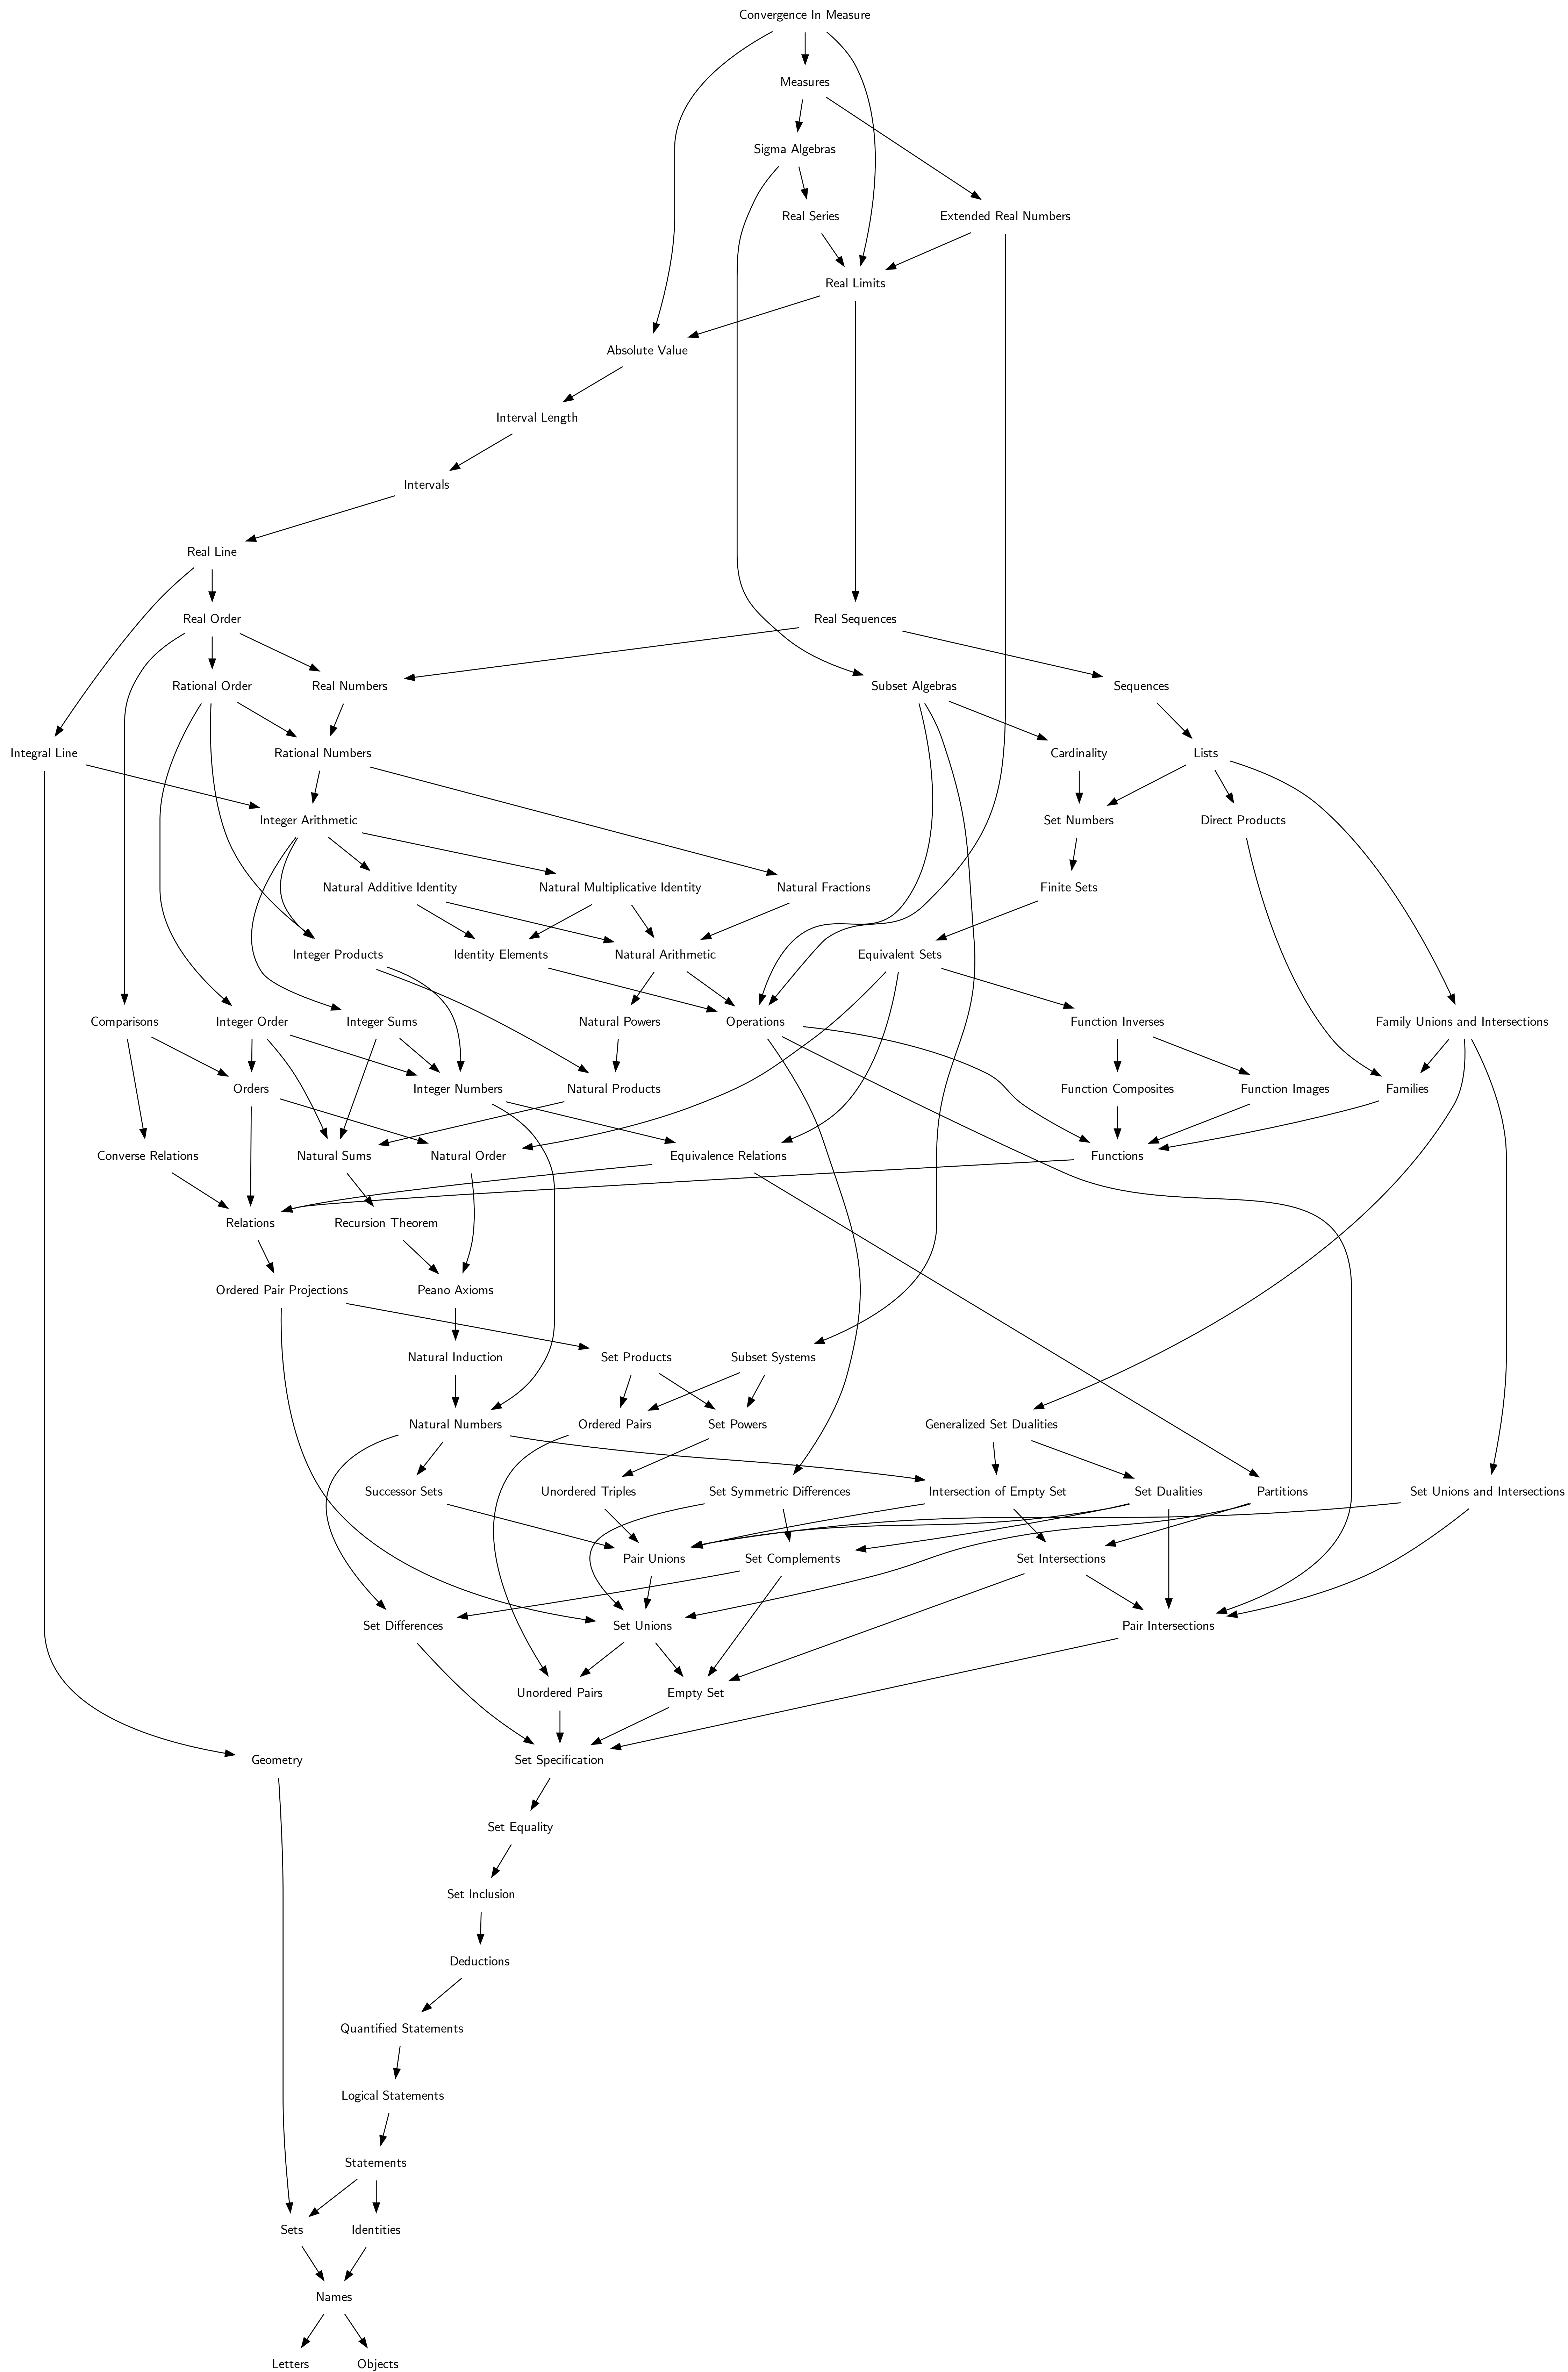 Convergence In Measure
Measures
Sigma Algebras
Real Series
Extended Real Numbers
Real Limits
Absolute Value
Interval Length
Intervals
Real Line
Real Order
Real Sequences
Rational Order
Real Numbers
Subset Algebras
Sequences
Integral Line
Rational Numbers
Cardinality
Lists
Integer Arithmetic
Set Numbers
Direct Products
Natural Additive Identity
Natural Multiplicative Identity
Natural Fractions
Finite Sets
Integer Products
Identity Elements
Natural Arithmetic
Equivalent Sets
Comparisons
Integer Order
Integer Sums
Natural Powers
Operations
Function Inverses
Family Unions and Intersections
Orders
Integer Numbers
Natural Products
Function Composites
Function Images
Families
Converse Relations
Natural Sums
Natural Order
Equivalence Relations
Functions
Relations
Recursion Theorem
Ordered Pair Projections
Peano Axioms
Natural Induction
Set Products
Subset Systems
Natural Numbers
Ordered Pairs
Set Powers
Generalized Set Dualities
Successor Sets
Unordered Triples
Set Symmetric Differences
Intersection of Empty Set
Set Dualities
Partitions
Set Unions and Intersections
Pair Unions
Set Complements
Set Intersections
Set Differences
Set Unions
Pair Intersections
Unordered Pairs
Empty Set
Geometry
Set Specification
Set Equality
Set Inclusion
Deductions
Quantified Statements
Logical Statements
Statements
Sets
Identities
Names
Letters
Objects